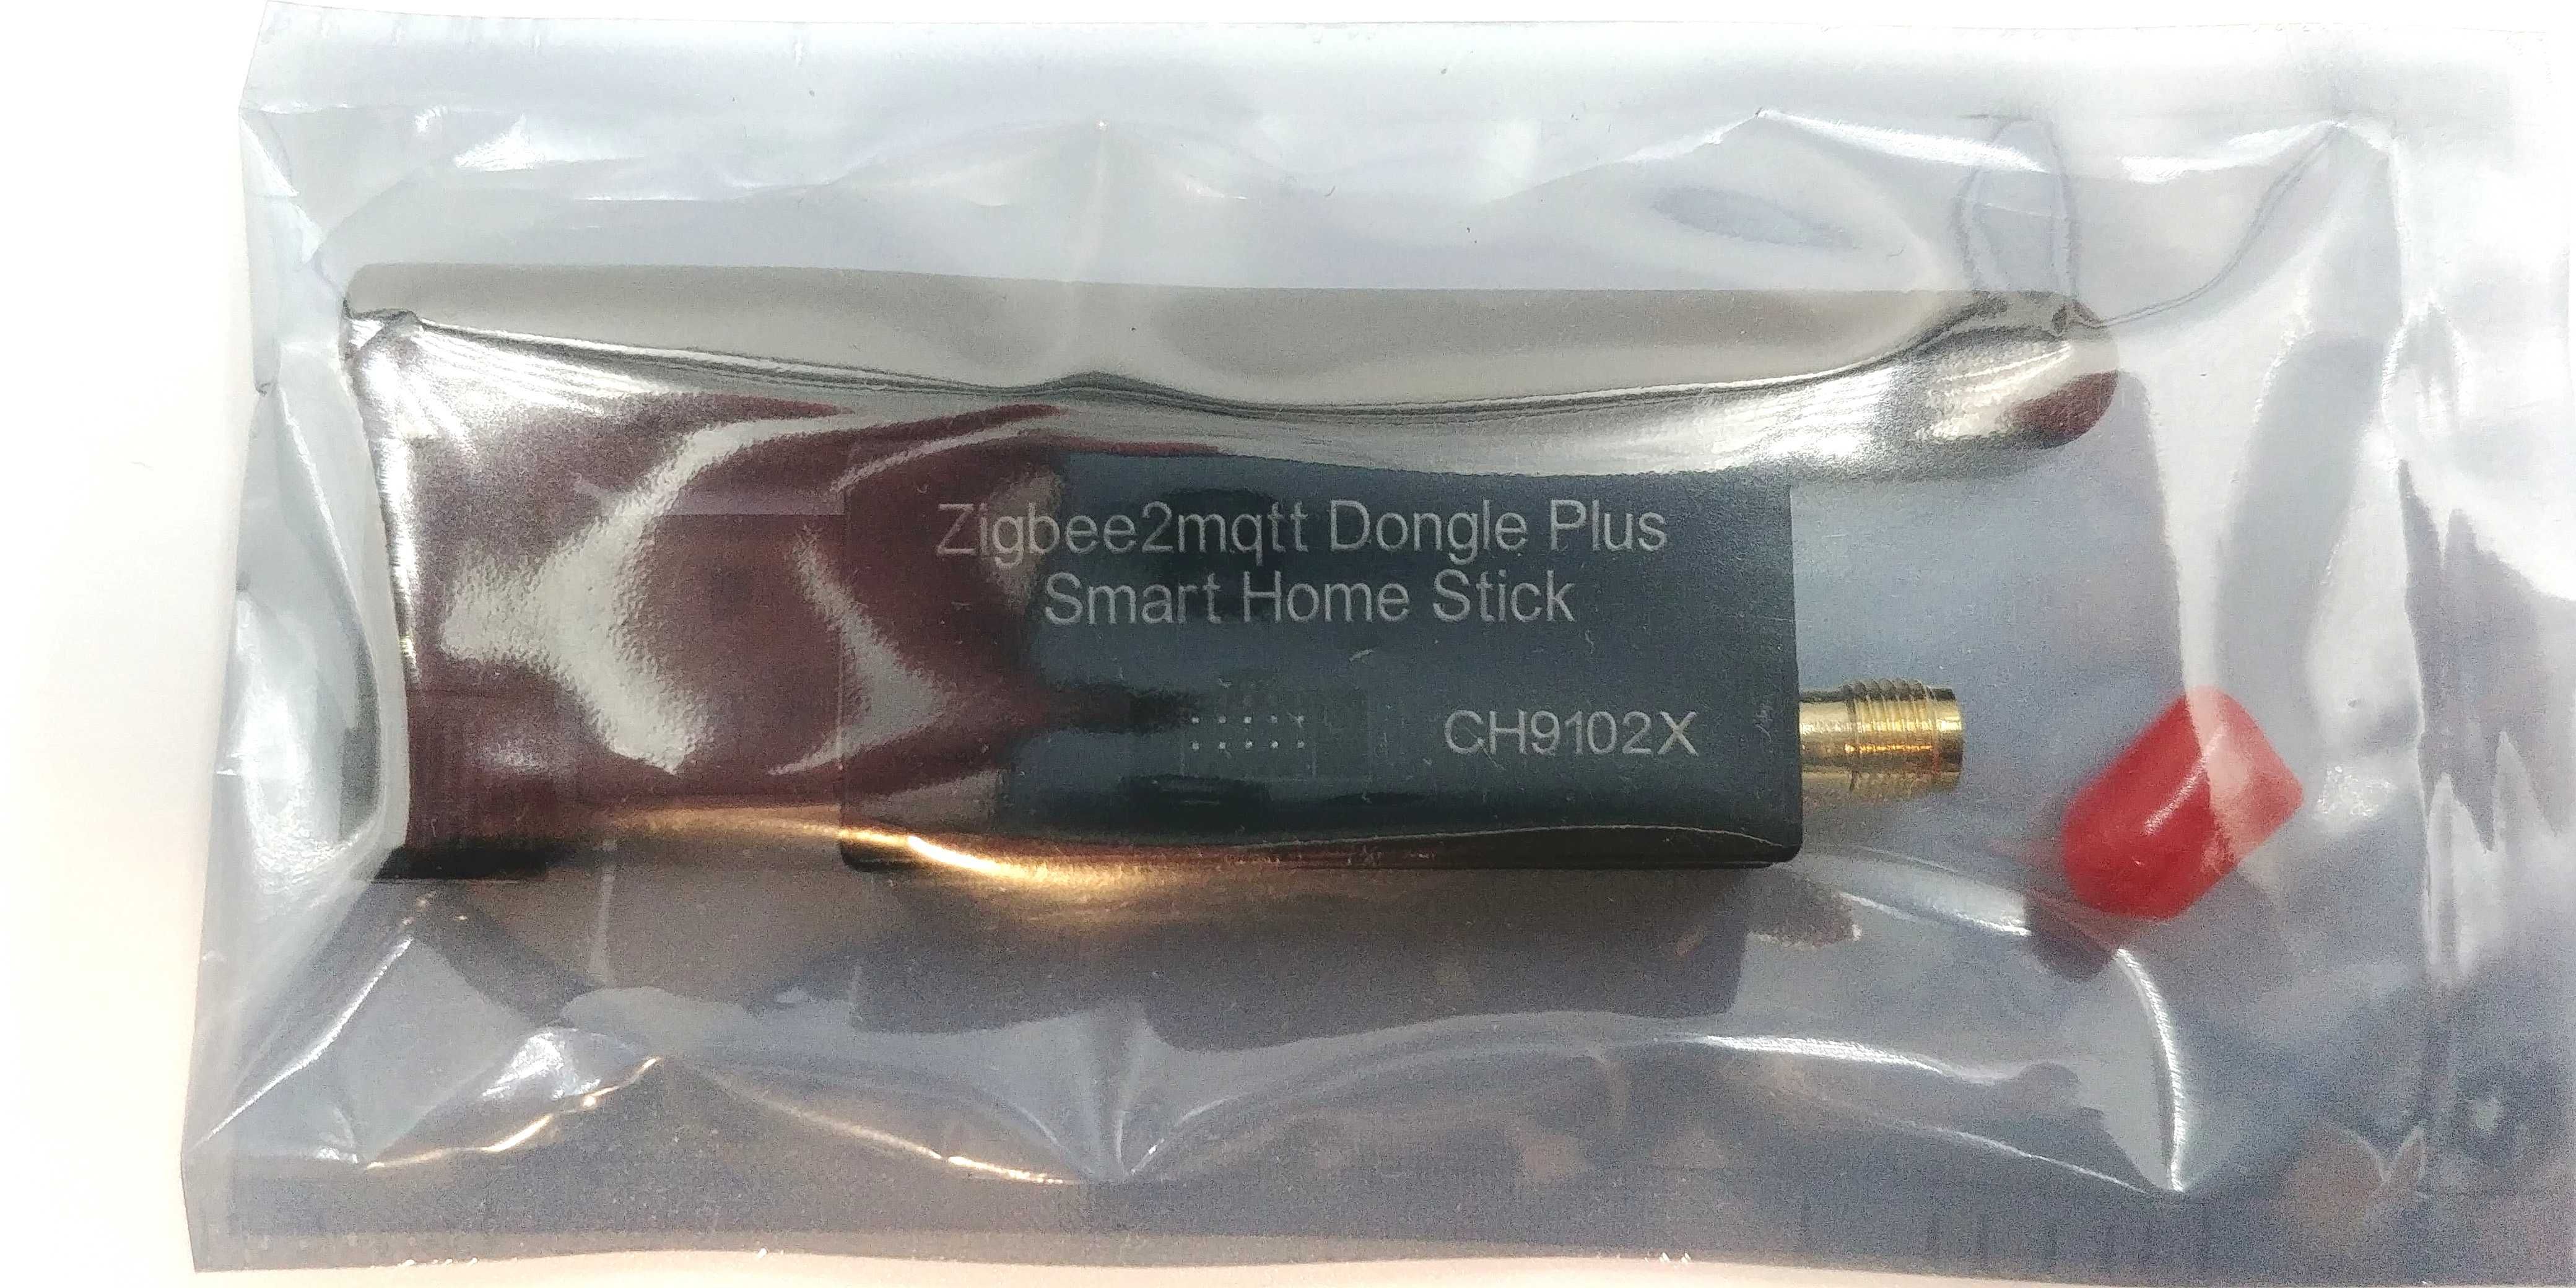 Zigbee2mqtt Dongle Plus
Smart Home Stick
CH9102X